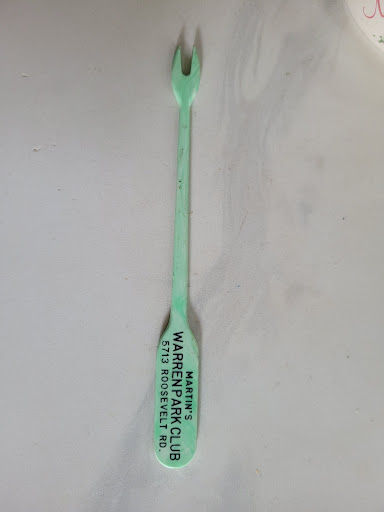 MARTIN'S
WARREN PARK CLUB
5713 ROOSEVELT RD.